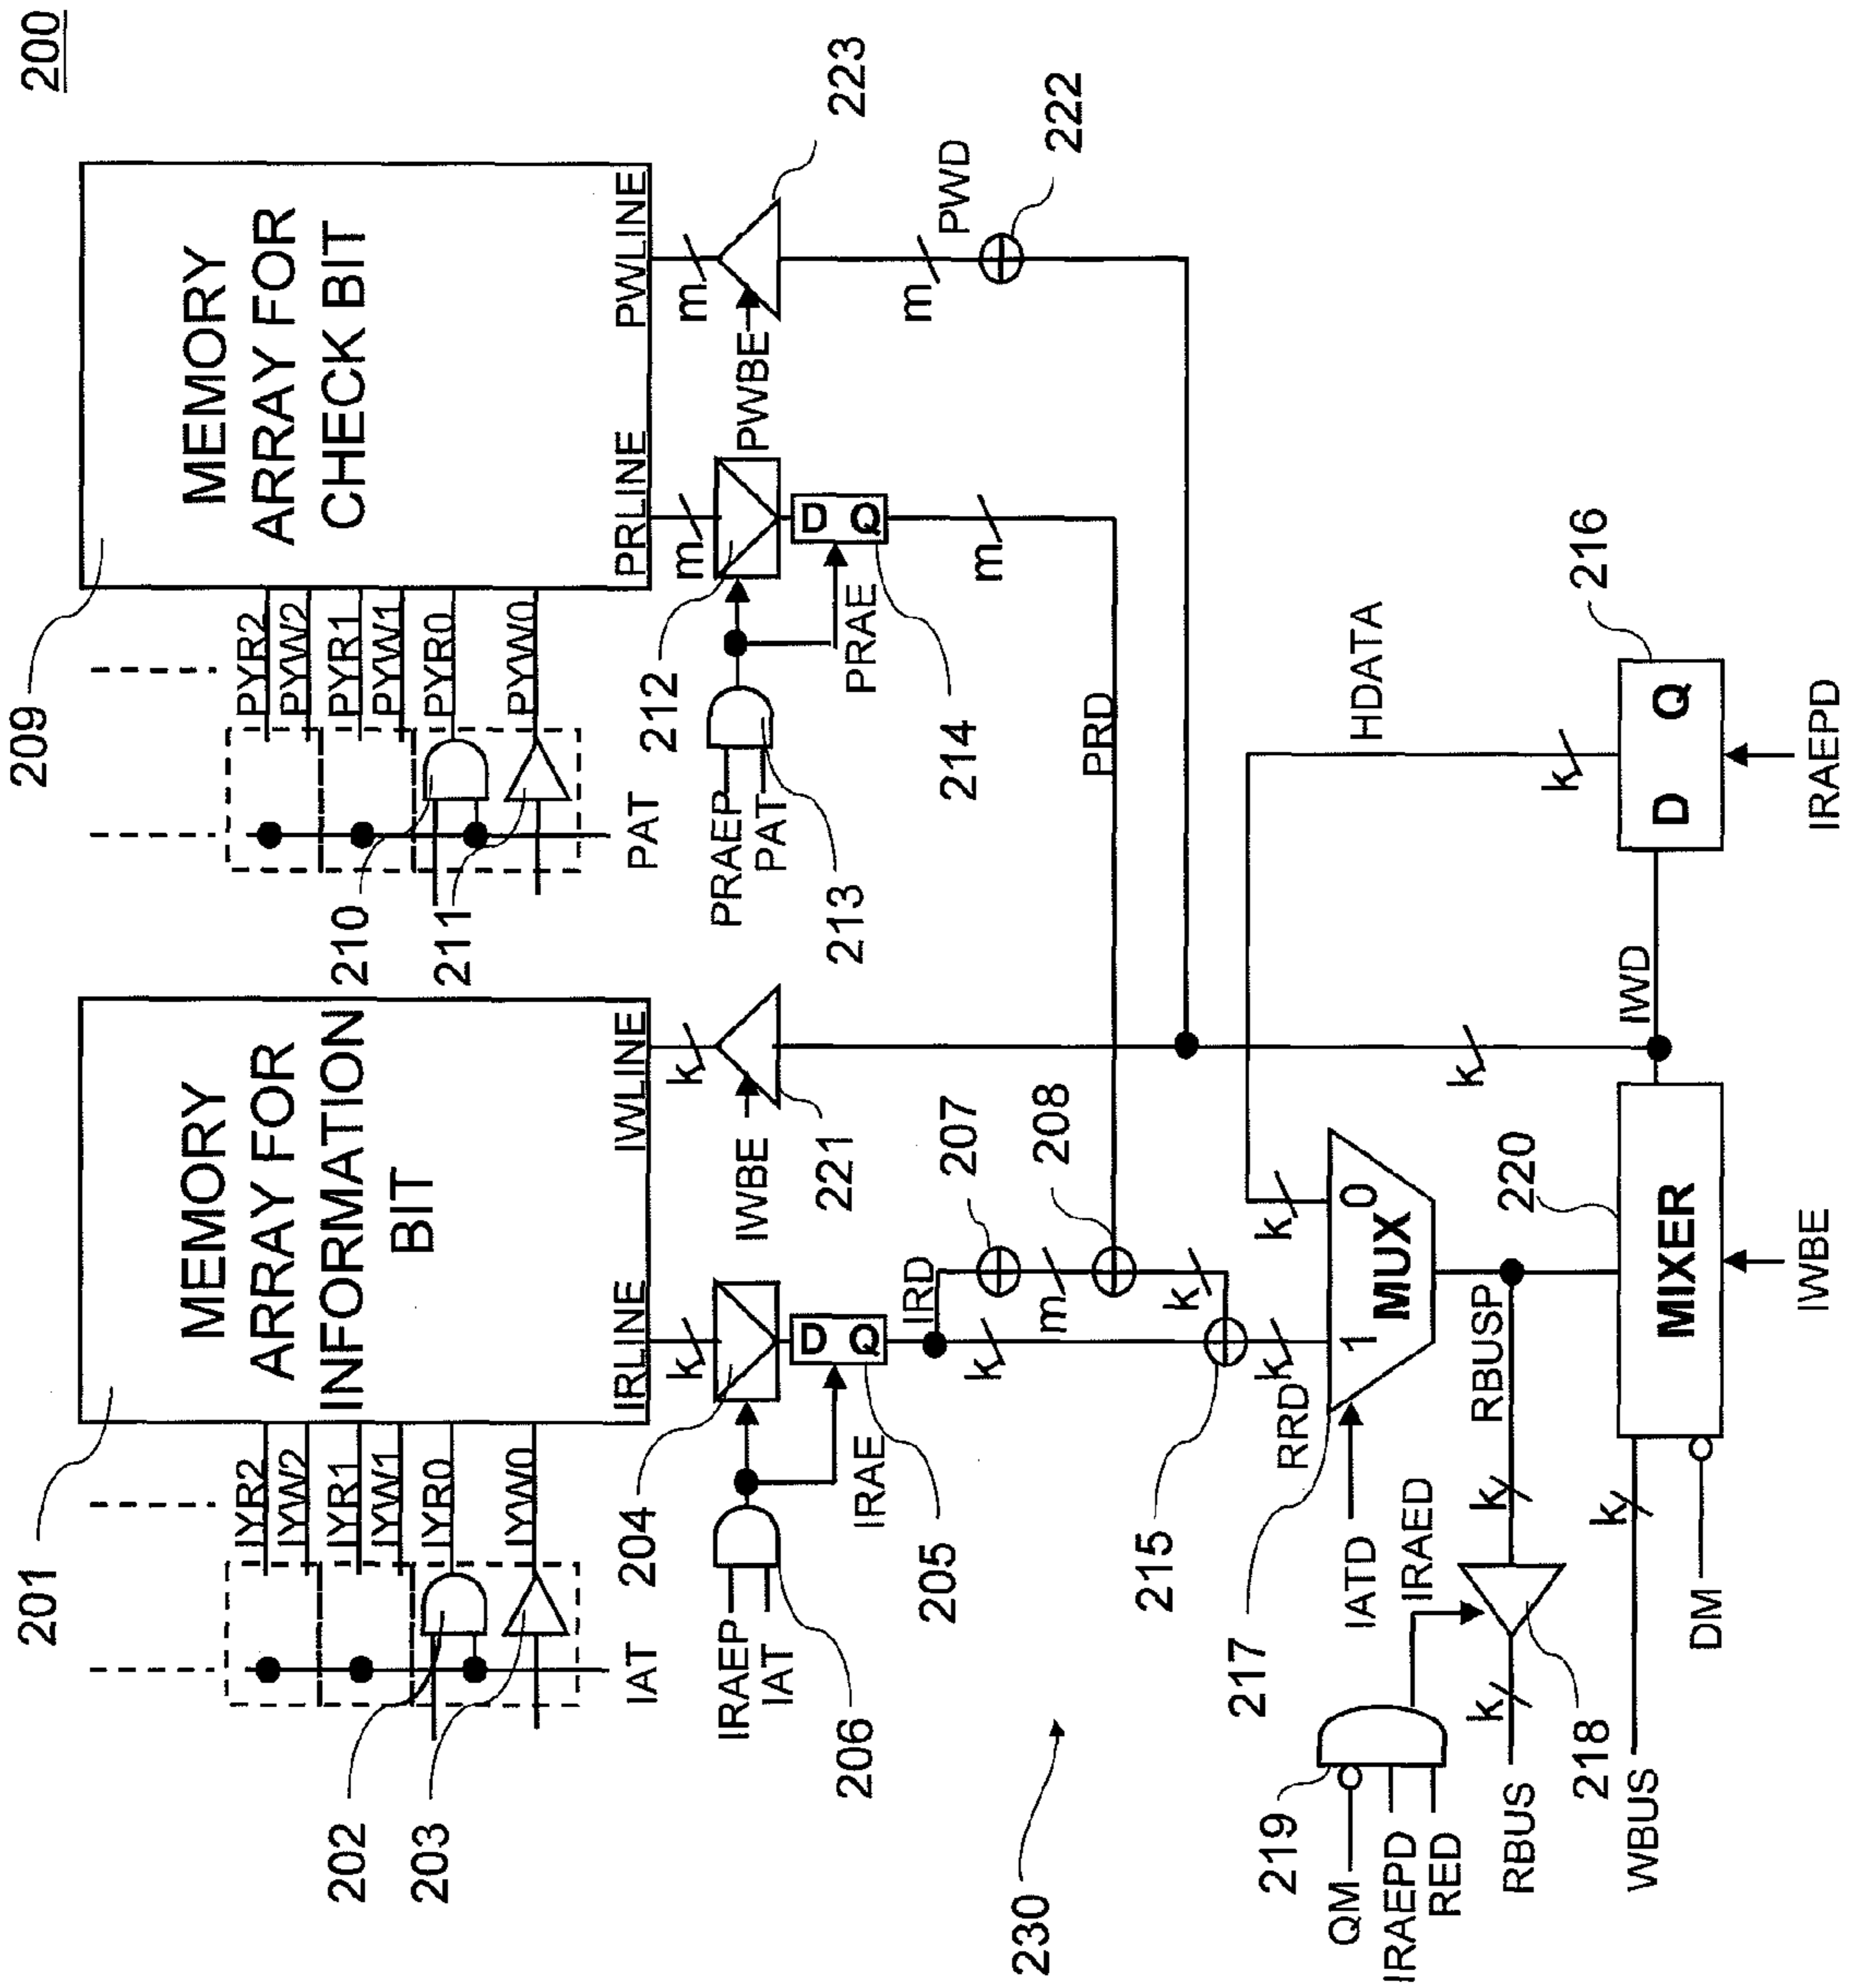 200
MEMORY
ARRAY FOR
INFORMATION
BIT
IRLINE
IWLINE
201
IYR2
IYW2
IYR1
IYW1
IYR0
IYW0
IAT
202
203
MEMORY
ARRAY FOR
CHECK BIT
PRLINE
PWLINE
209
PYR2
PYW2
PYR1
PYW1
PYR0
PYW0
PAT
210
211
204
k
IRAEP
IAT
206
IRAE
D Q
205
k
IWBE
221
212
m
PRAEP
PAT
213
PRAE
D Q
214
m
PWBE
m
223
m
PWD
222
IRD
k
207
m
208
k
PRD
215
k
RRD
217
1 MUX 0
k
IATD
HDATA
k
D Q
216
IRAEPD
IWD
k
230
219
QM
IRAEPD
RED
IRAED
RBUSP
k
218
k
RBUS
WBUS
k
DM
MIXER
220
IWBE